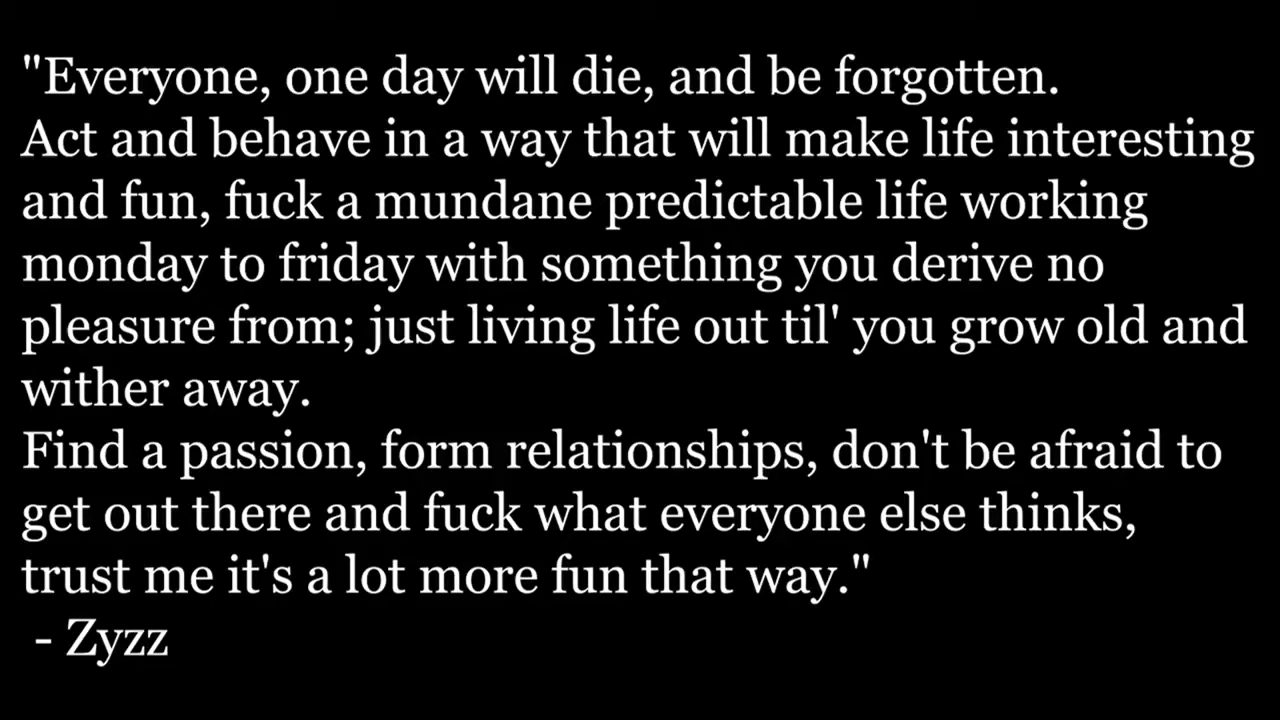 "Everyone, one day will die, and be forgotten.
Act and behave in a way that will make life interesting
and fun, fuck a mundane predictable life working
monday to friday with something you derive no
pleasure from; just living life out til' you grow old and
wither away.
Find a passion, form relationships, don't be afraid to
get out there and fuck what everyone else thinks,
trust me it's a lot more fun that way."
- Zyzz